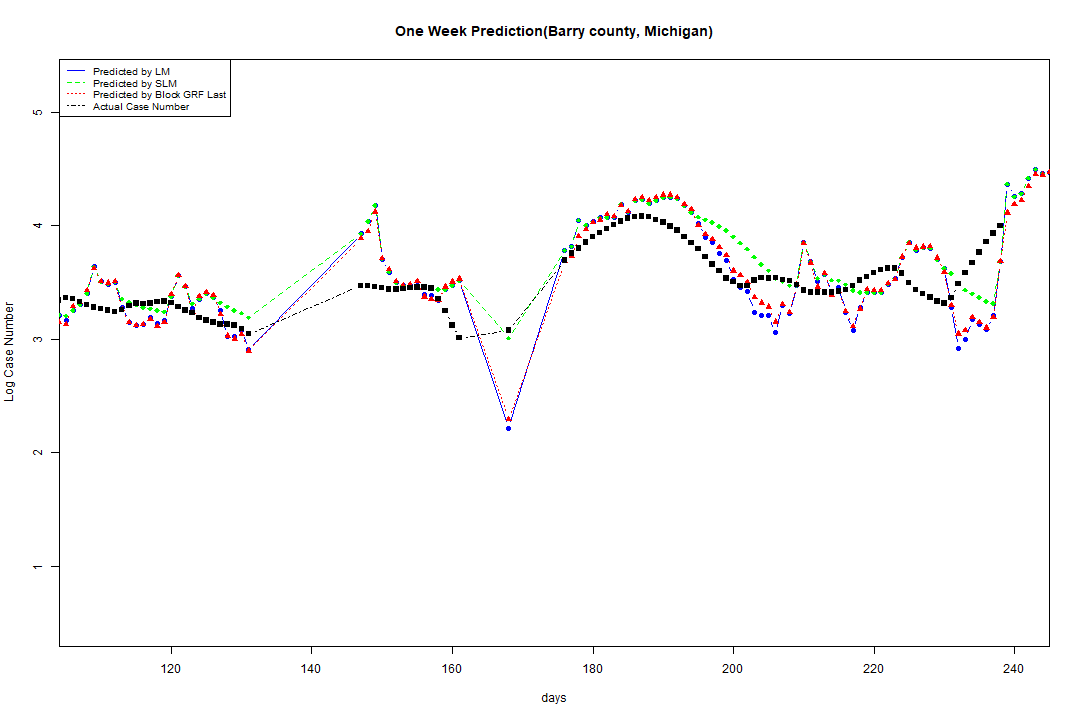 One Week Prediction(Barry county, Michigan)
Predicted by LM
Predicted by SLM
Predicted by Block GRF Last
Actual Case Number
5
4
3
2
1
Log Case Number
120 140 160 180 200 220 240
days